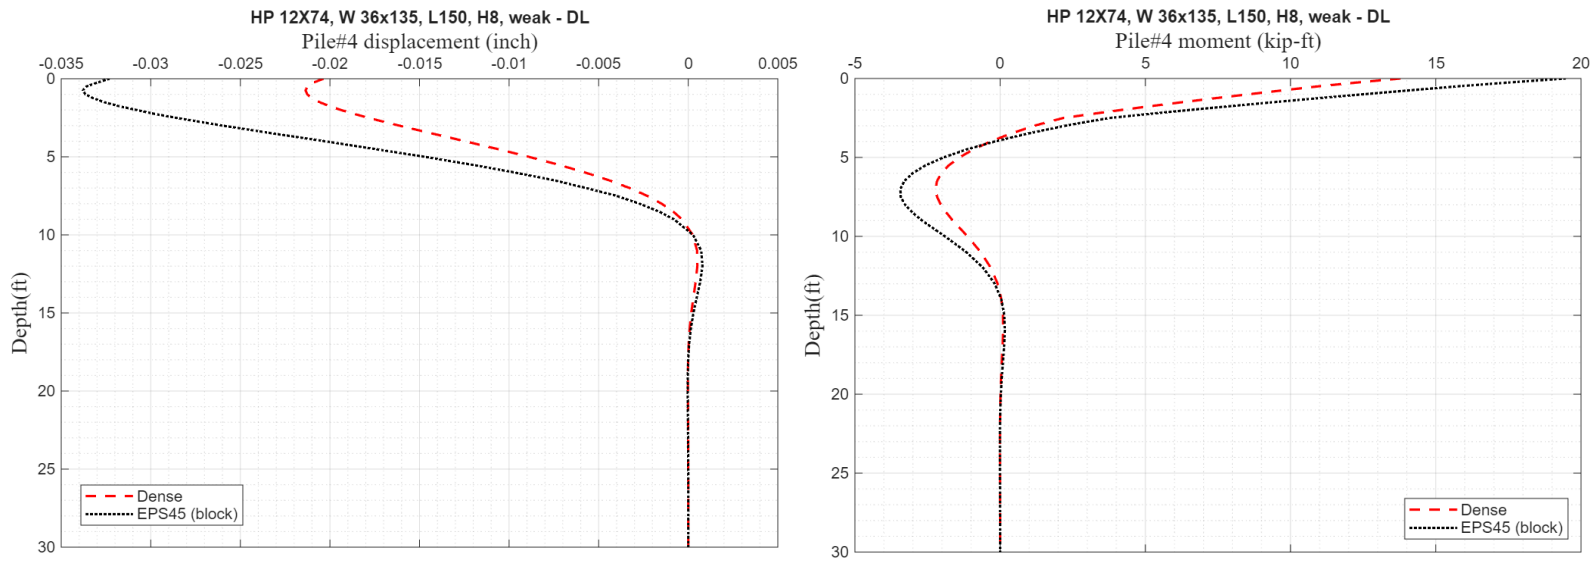 HP 12X74, W 36x135, L150, H8, weak - DL
Pile#4 displacement (inch)
-0.035 -0.03 -0.025 -0.02 -0.015 -0.01 -0.005 0 0.005
0
5
10
15
20
25
30
Depth(ft)
Dense
EPS45 (block)
HP 12X74, W 36x135, L150, H8, weak - DL
Pile#4 moment (kip-ft)
-5 0 5 10 15 20
0
5
10
15
20
25
30
Depth(ft)
Dense
EPS45 (block)